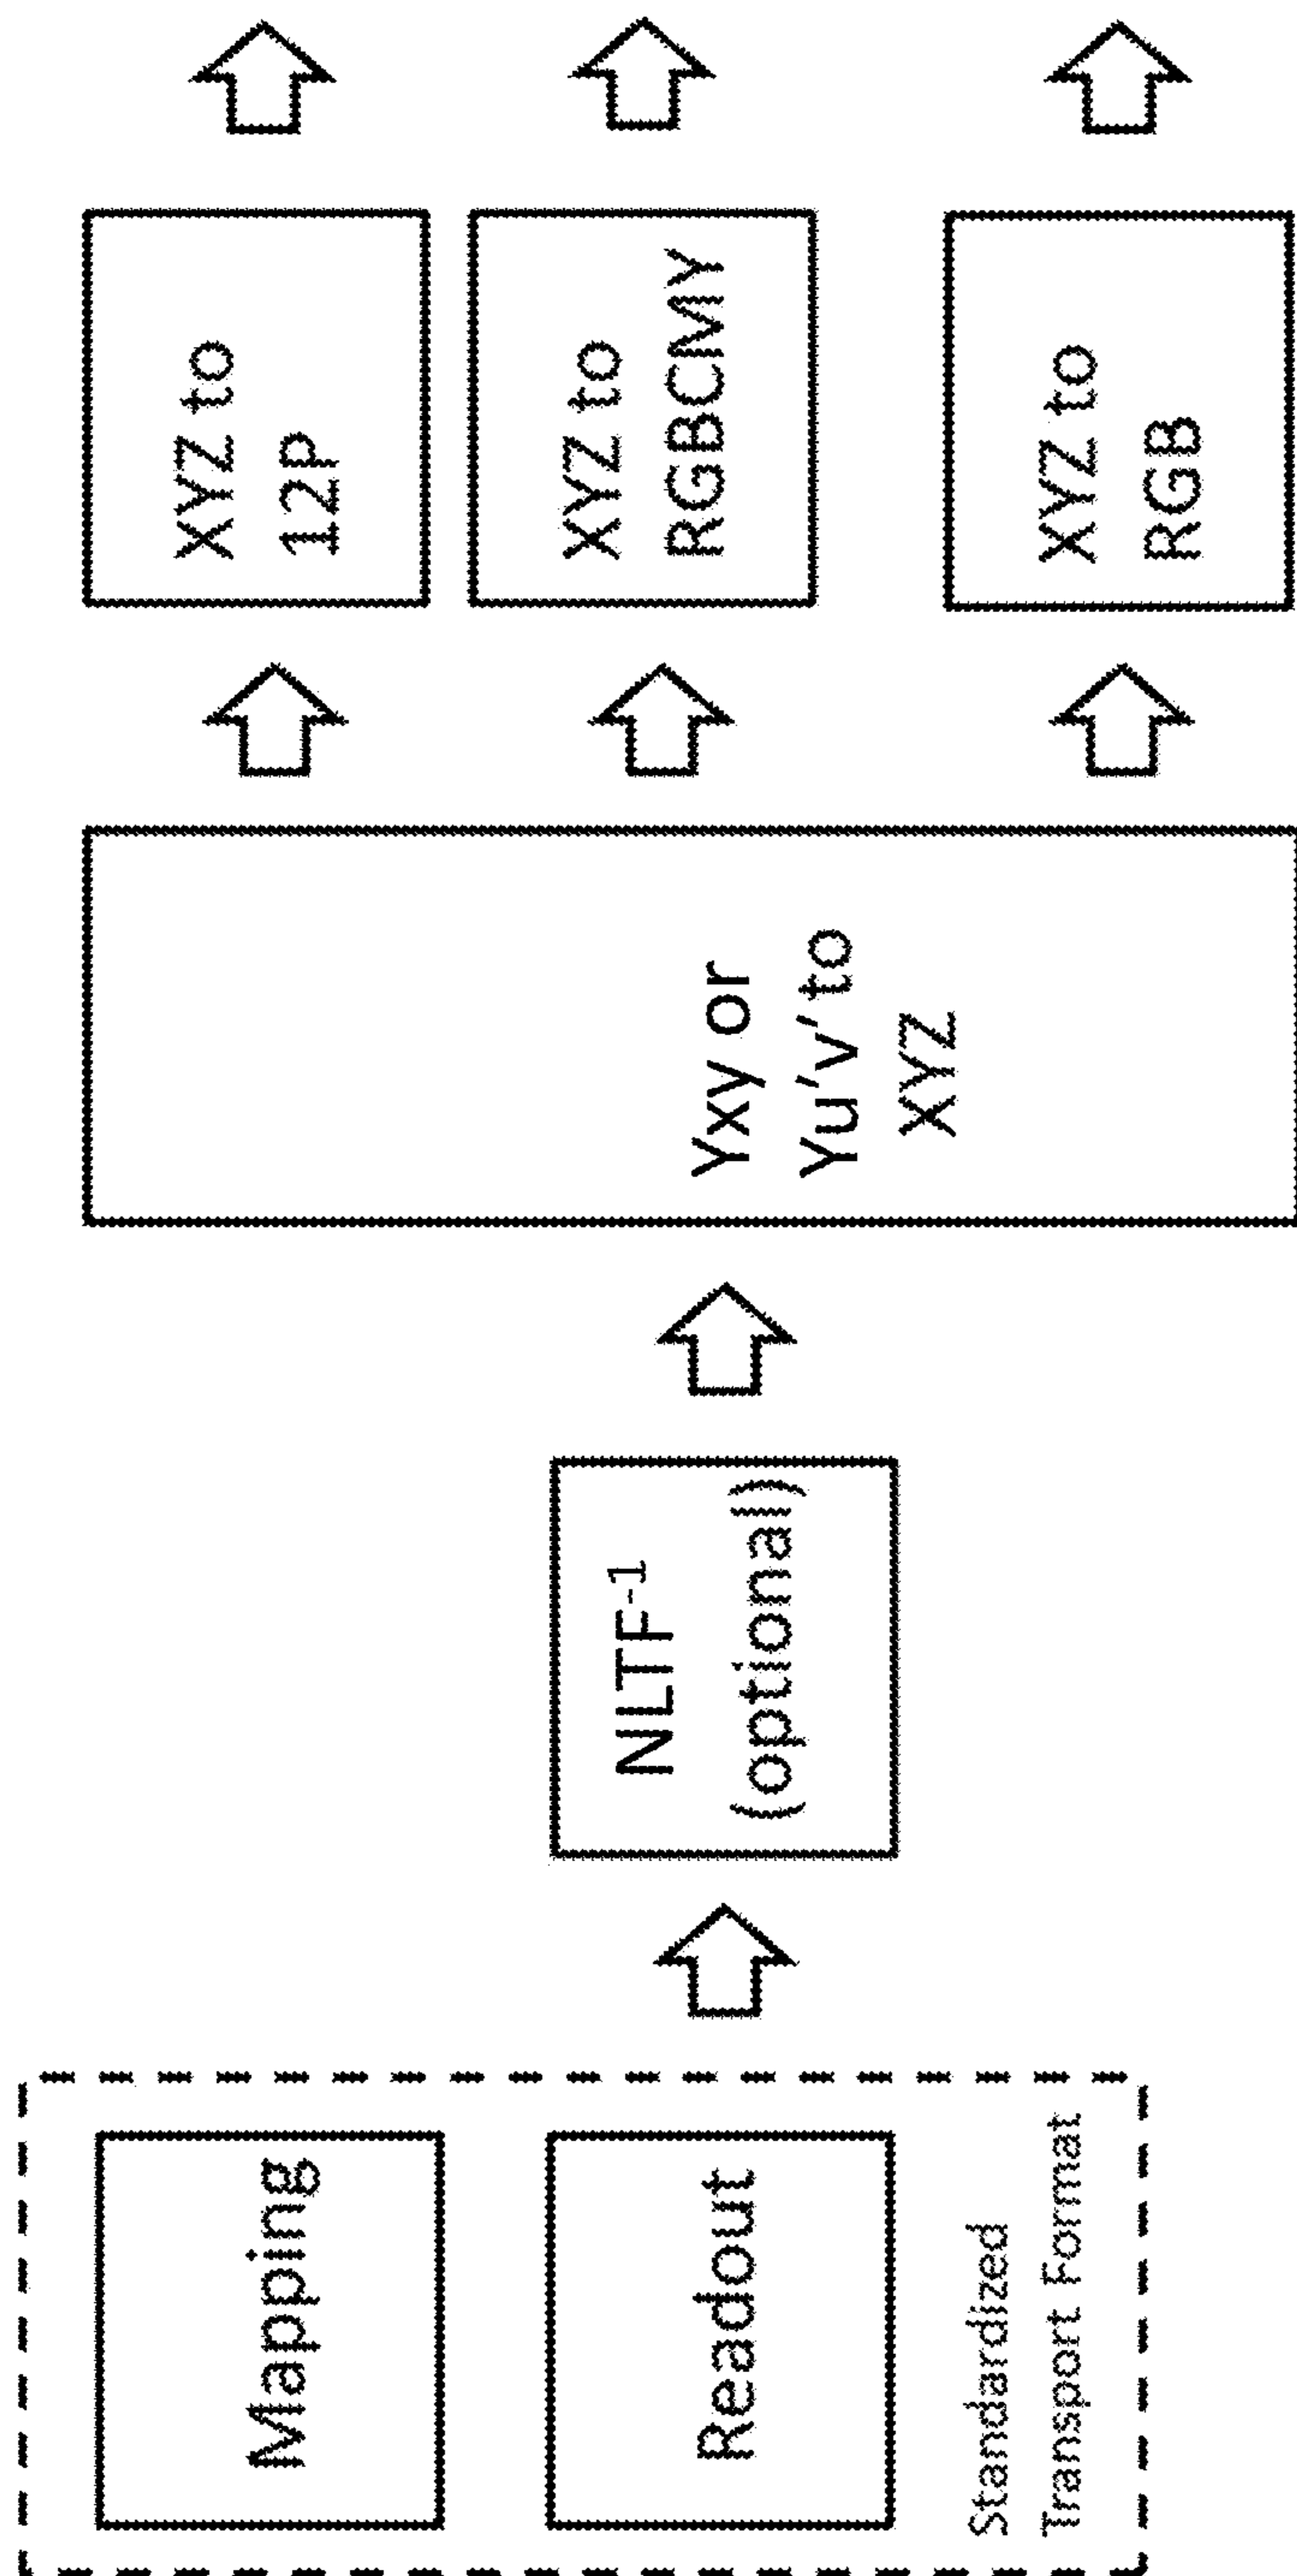 Mapping
Readout
Standardized
Transport Format
NLTF⁻¹
(optional)
Yxy or
Yu'v' to
XYZ
XYZ to
12P
XYZ to
RGBCMY
XYZ to
RGB